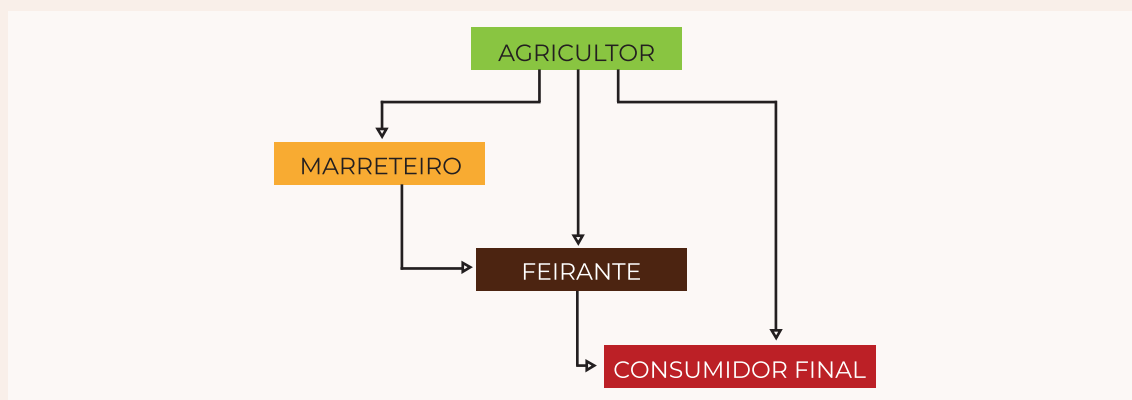 AGRICULTOR
MARRETEIRO
FEIRANTE
CONSUMIDOR FINAL